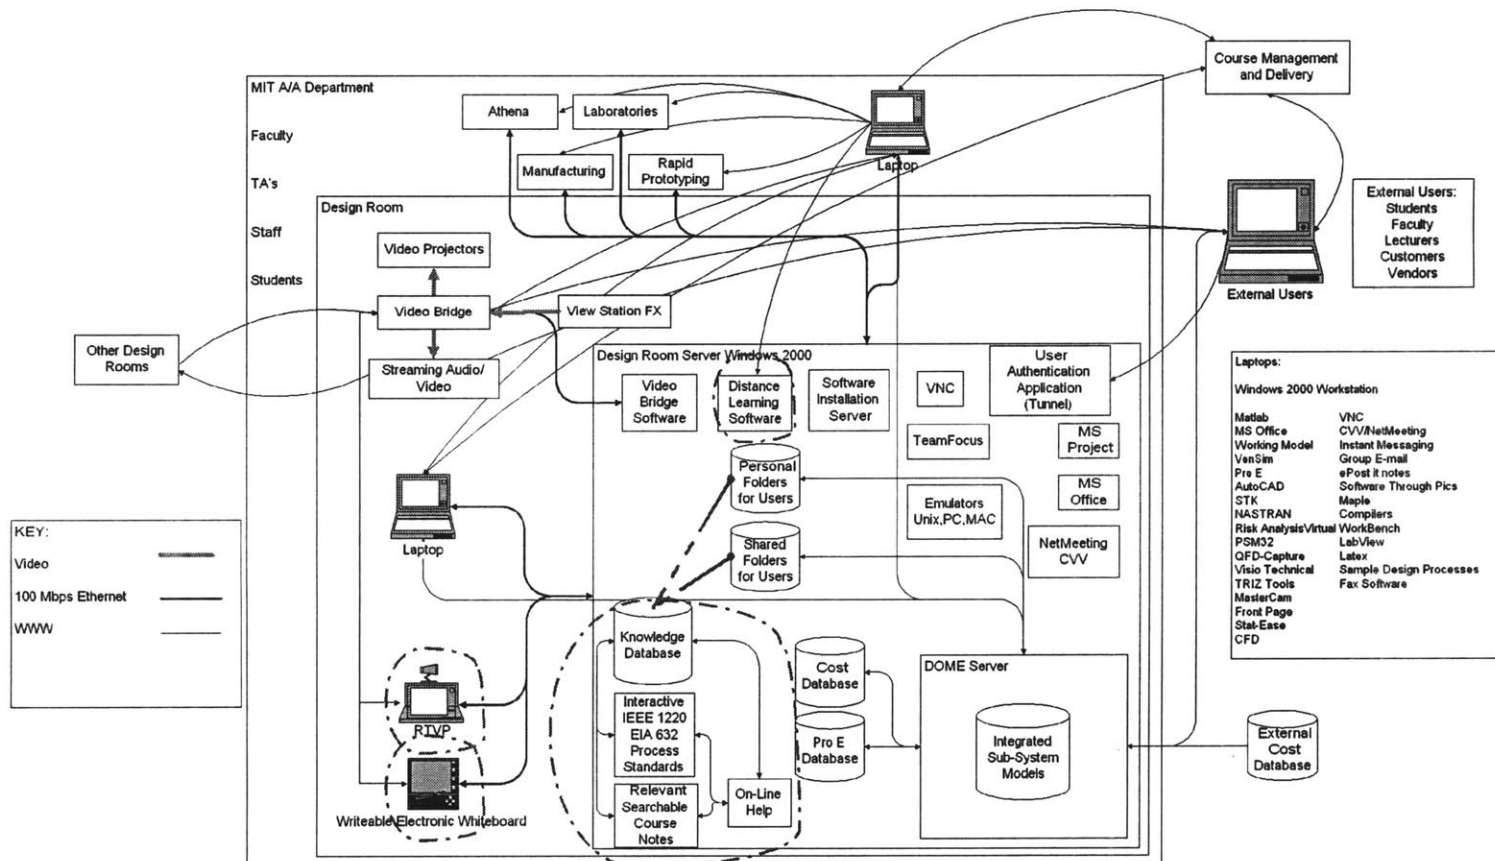 Course Management
and Delivery
MIT A/A Department
Faculty
TA's
Staff
Students
Athena
Laboratories
Manufacturing
Rapid
Prototyping
Laptop
External Users
External Users:
Students
Faculty
Lecturers
Customers
Vendors
Design Room
Video Projectors
Video Bridge
View Station FX
Streaming Audio/
Video
Other Design
Rooms
Design Room Server Windows 2000
Video
Bridge
Software
Distance
Learning
Software
Software
Installation
Server
VNC
User
Authentication
Application
(Tunnel)
TeamFocus
MS
Project
MS
Office
Emulators
Unix,PC,MAC
NetMeeting
CVV
Personal
Folders
for Users
Shared
Folders
for Users
Laptop
Knowledge
Database
Interactive
IEEE 1220
EIA 632
Process
Standards
Relevant
Searchable
Course
Notes
On-Line
Help
Cost
Database
Pro E
Database
DOME Server
Integrated
Sub-System
Models
External
Cost
Database
RTVP
Writeable Electronic Whiteboard
KEY:
Video
100 Mbps Ethernet
WWW
Laptops:
Windows 2000 Workstation
Matlab VNC
MS Office CVV/NetMeeting
Working Model Instant Messaging
VenSim Group E-mail
Pro E ePost it notes
AutoCAD Software Through Pics
STK Maple
NASTRAN Compilers
Risk AnalysisVirtual WorkBench
PSM32 LabView
QFD-Capture Latex
Visio Technical Sample Design Processes
TRIZ Tools Fax Software
MasterCam
Front Page
Stat-Ease
CFD